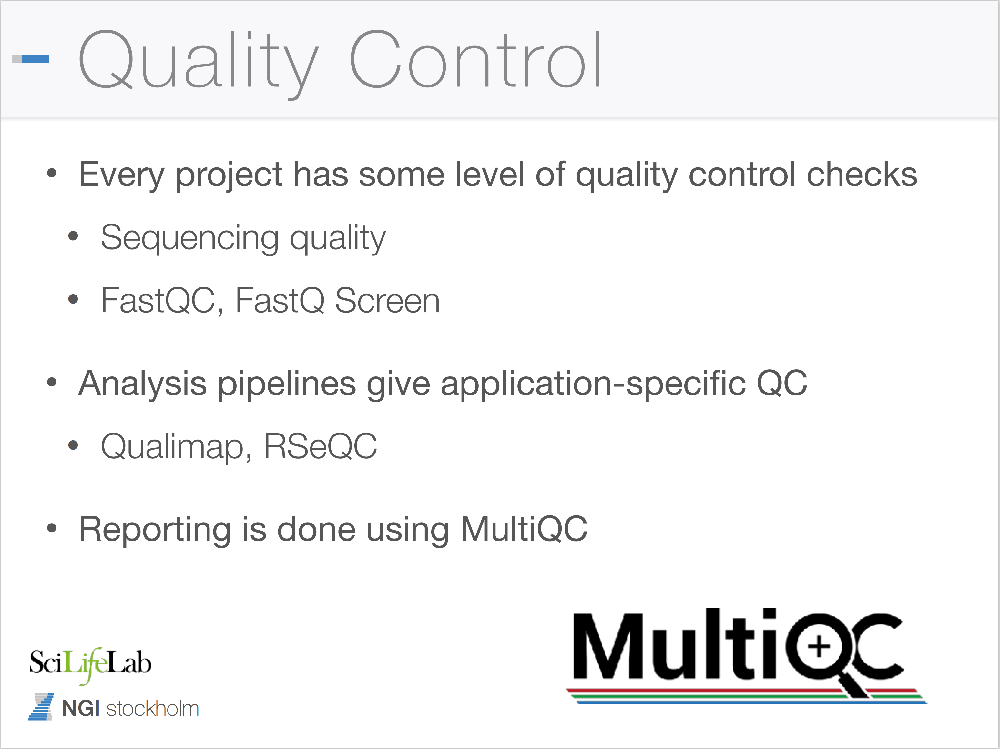 Quality Control
• Every project has some level of quality control checks
• Sequencing quality
• FastQC, FastQ Screen
• Analysis pipelines give application-specific QC
• Qualimap, RSeQC
• Reporting is done using MultiQC
MultiQC
SciLifeLab
NGI stockholm